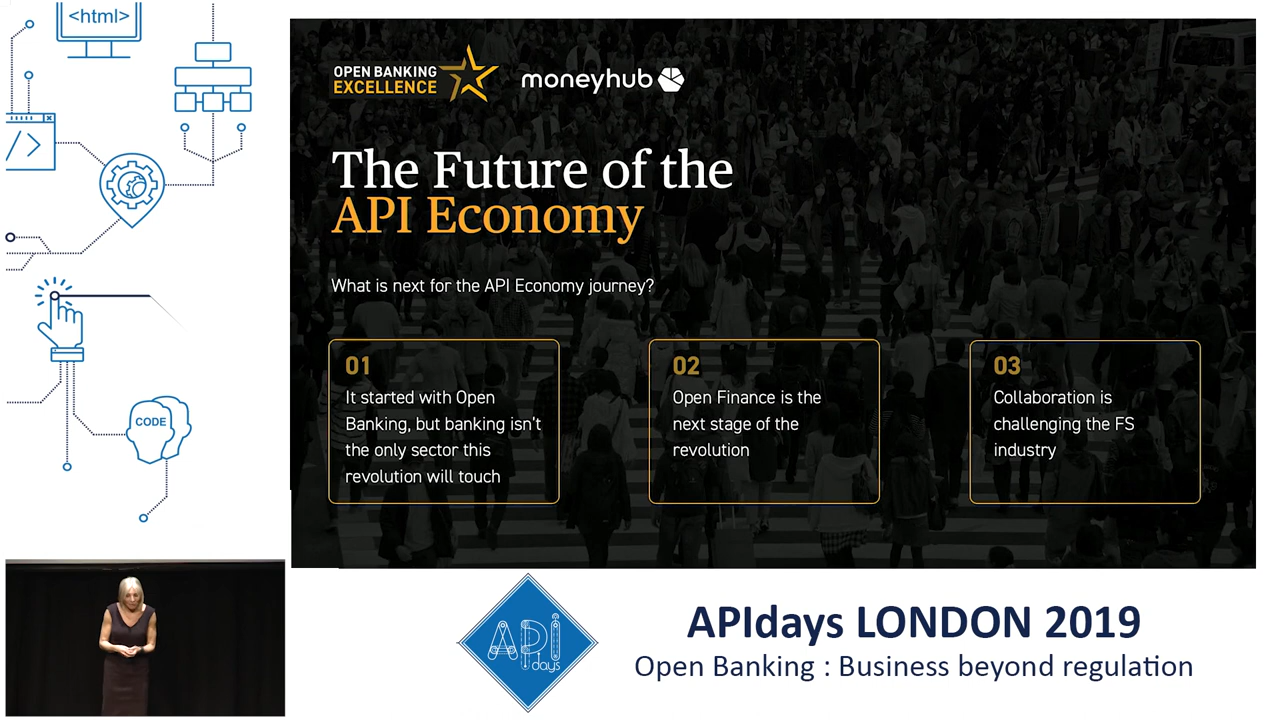 <html>
</>
CODE
OPEN BANKING
EXCELLENCE
moneyhub
The Future of the
API Economy
What is next for the API Economy journey?
01
It started with Open
Banking, but banking isn't
the only sector this
revolution will touch
02
Open Finance is the
next stage of the
revolution
03
Collaboration is
challenging the FS
industry
API
days
APIdays LONDON 2019
Open Banking : Business beyond regulation